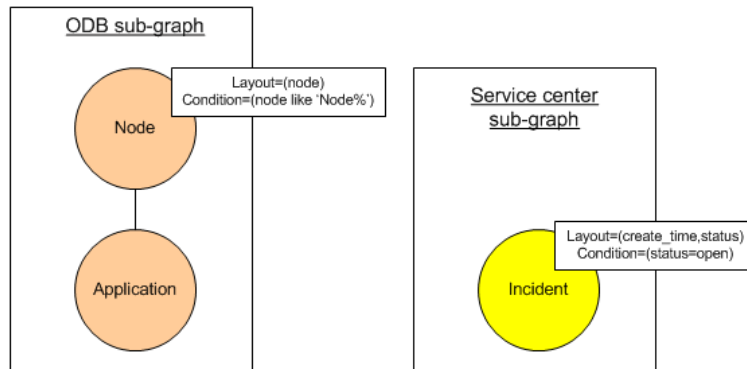 ODB sub-graph
Layout=(node)
Condition=(node like ‘Node%’)
Node
Application
Service center
sub-graph
Layout=(create_time,status)
Condition=(status=open)
Incident